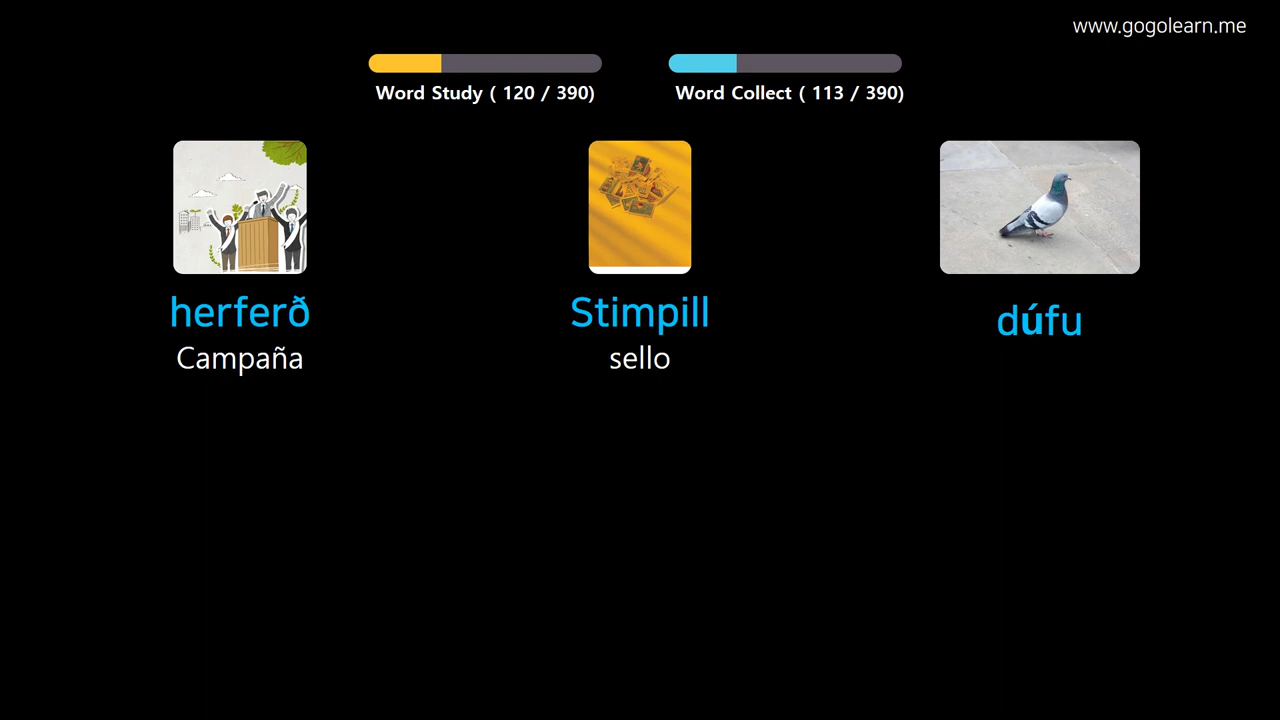 www.gogolearn.me
Word Study ( 120 / 390)
Word Collect ( 113 / 390)
herferð
Campaña
Stimpill
sello
dúfu